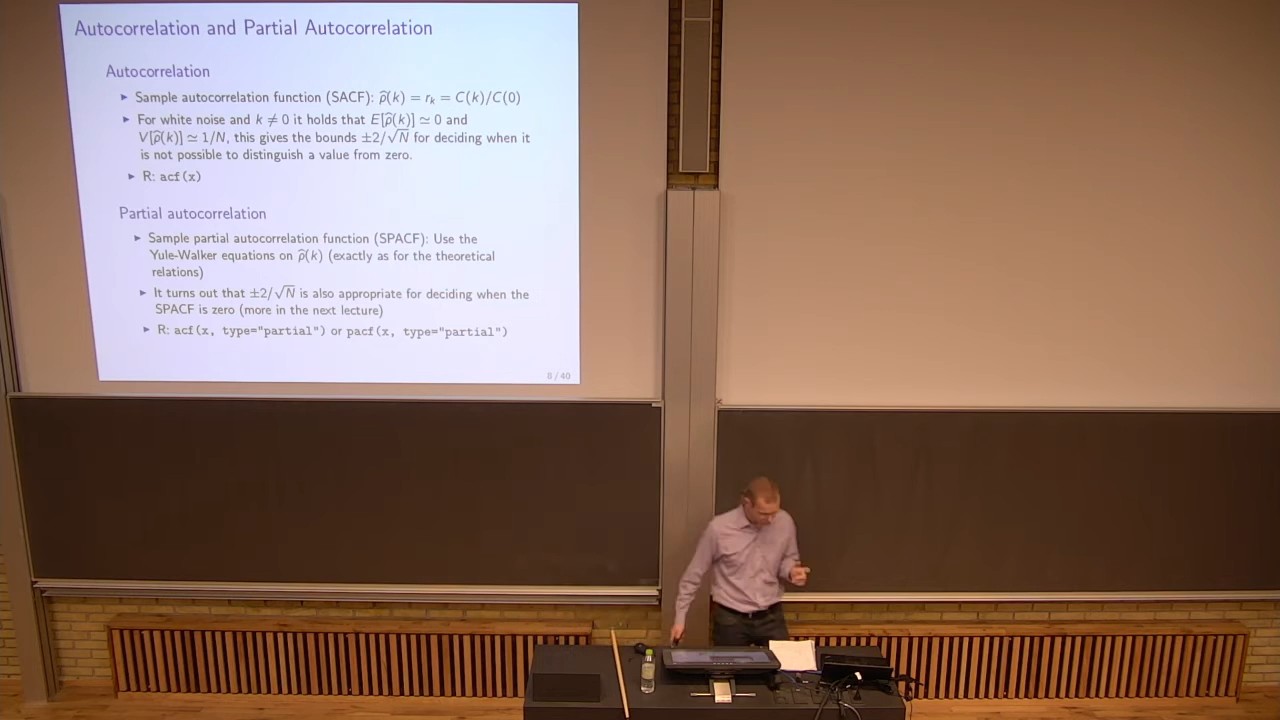 Autocorrelation and Partial Autocorrelation
Autocorrelation
▶ Sample autocorrelation function (SACF): ρ̂(k) = r_k = C(k)/C(0)
▶ For white noise and k ≠ 0 it holds that E[ρ̂(k)] ≃ 0 and
V[ρ̂(k)] ≃ 1/N, this gives the bounds ±2/√N for deciding when it
is not possible to distinguish a value from zero.
▶ R: acf(x)
Partial autocorrelation
▶ Sample partial autocorrelation function (SPACF): Use the
Yule-Walker equations on ρ̂(k) (exactly as for the theoretical
relations)
▶ It turns out that ±2/√N is also appropriate for deciding when the
SPACF is zero (more in the next lecture)
▶ R: acf(x, type="partial") or pacf(x, type="partial")
8 / 40